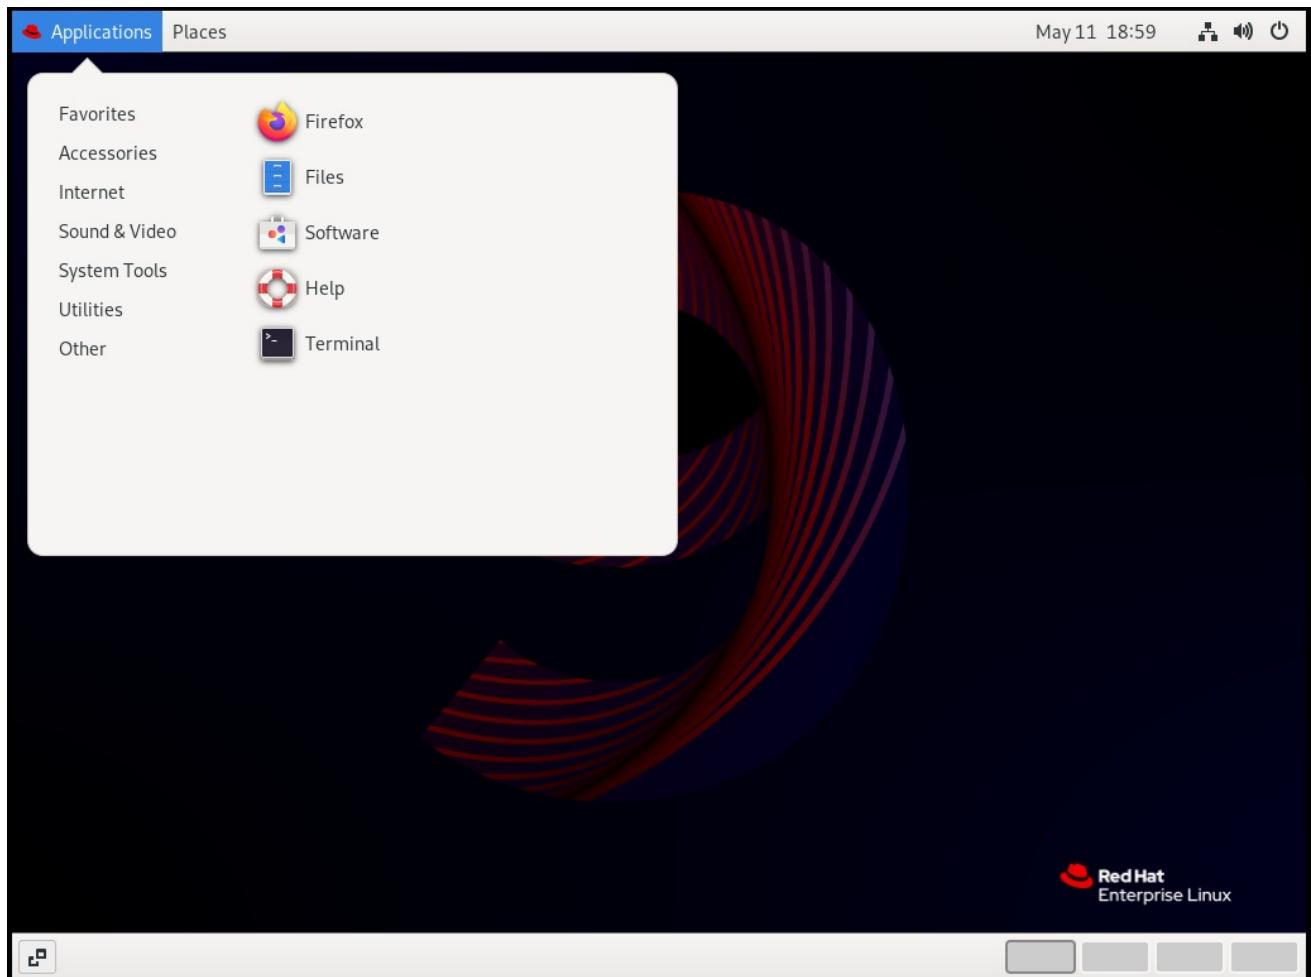 Applications Places May 11 18:59
Favorites
Accessories
Internet
Sound & Video
System Tools
Utilities
Other
Firefox
Files
Software
Help
>_ Terminal
Red Hat
Enterprise Linux